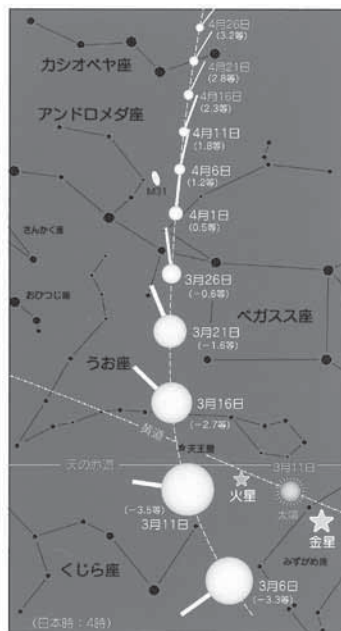 4月26日
(3.2等)
カシオペヤ座
4月21日
(2.8等)
4月16日
(2.3等)
アンドロメダ座
4月11日
(1.8等)
4月6日
(1.2等)
M31
4月1日
(0.5等)
さんかく座
3月26日
(-0.6等)
おひつじ座
ペガスス座
3月21日
(-1.6等)
うお座
3月16日
(-2.7等)
黄道
天王星
天の赤道
3月11日
火星
太陽
(-3.5等)
3月11日
金星
みずがめ座
くじら座
3月6日
(-3.3等)
(日本時:4時)